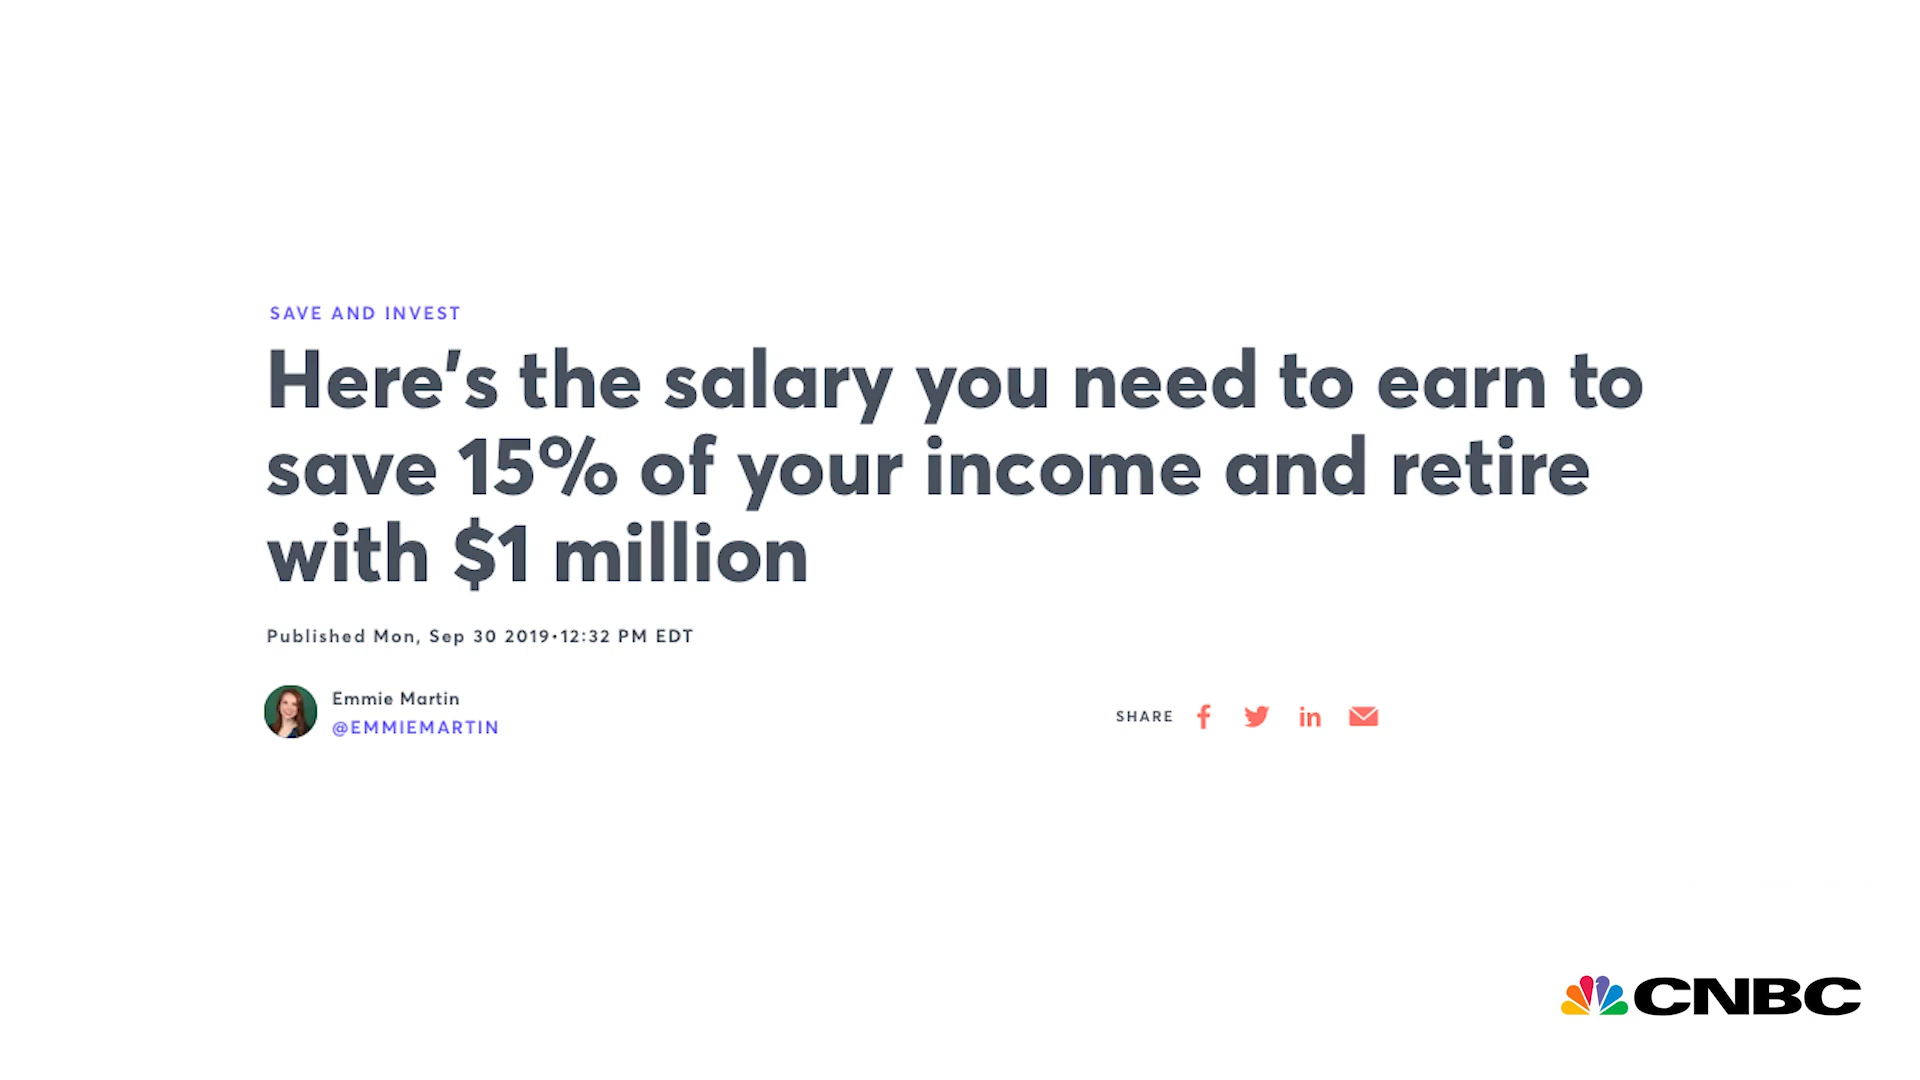 SAVE AND INVEST
Here's the salary you need to earn to
save 15% of your income and retire
with $1 million
Published Mon, Sep 30 2019•12:32 PM EDT
Emmie Martin
@EMMIEMARTIN
SHARE
CNBC